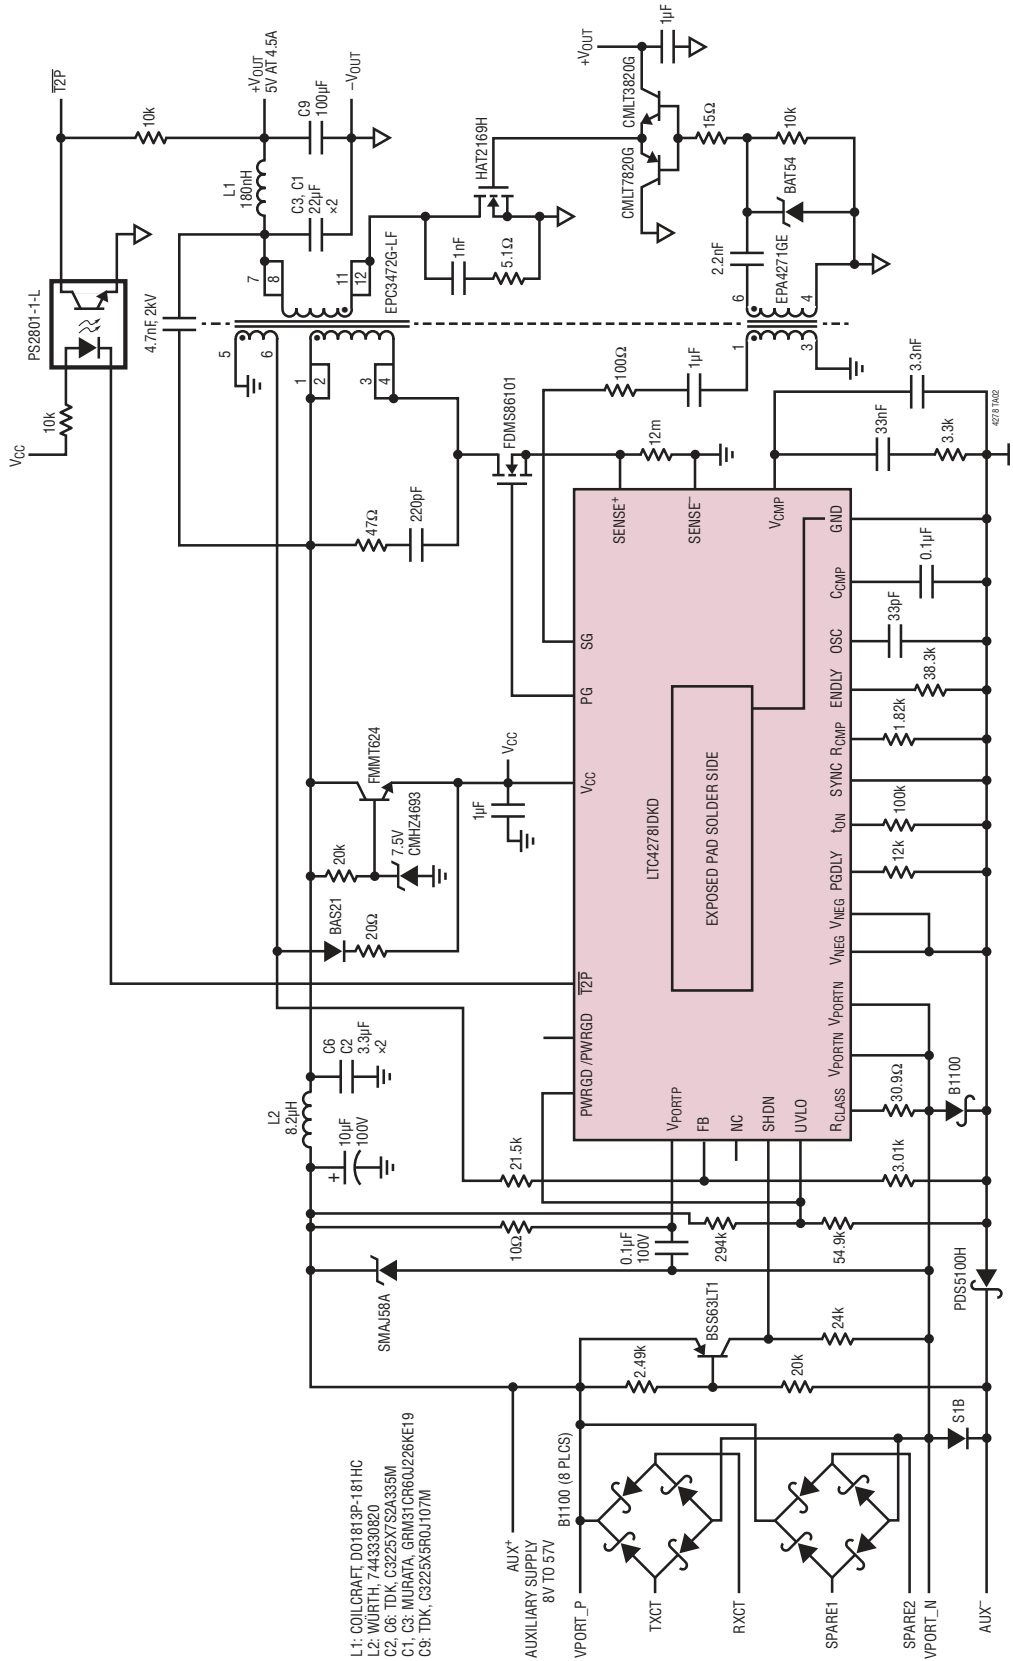 L1: COILCRAFT, DO1813P-181HC
L2: WÜRTH, 7443330820
C2, C6: TDK, C3225X7S2A335M
C1, C3: MURATA, GRM31CR60J226KE19
C9: TDK, C3225X5R0J107M
AUX+
AUXILIARY SUPPLY
8V TO 57V
VPORT_P
B1100 (8 PLCS)
TXCT
RXCT
SPARE1
SPARE2
VPORT_N
AUX–
S1B
2.49k
20k
BSS63LT1
24k
PDS5100H
SMAJ58A
10Ω
0.1µF
100V
294k
54.9k
L2
8.2µH
+
10µF
100V
C6
C2
3.3µF
×2
21.5k
3.01k
30.9Ω
B1100
BAS21
20Ω
20k
7.5V
CMHZ4693
FMMT624
1µF
VCC
LTC4278IDKD
EXPOSED PAD SOLDER SIDE
PWRGD /PWRGD
T2P
VCC
PG
SG
VPORTP
FB
NC
SHDN
UVLO
SENSE+
SENSE–
VCMP
RCLASS
VPORTN
VPORTN
VNEG
VNEG
PGDLY
tON
SYNC
RCMP
ENDLY
OSC
CCMP
GND
12k
100k
1.82k
38.3k
33pF
0.1µF
47Ω
220pF
FDMS86101
12m
33nF
3.3k
3.3nF
100Ω
1µF
VCC
10k
PS2801-1-L
4.7nF, 2kV
5
6
1
2
3
4
7
8
11
12
EPC3472G-LF
1
3
6
4
EPA4271GE
T2P
10k
L1
180nH
+VOUT
5V AT 4.5A
C3, C1
22µF
×2
C9
100µF
–VOUT
1nF
5.1Ω
HAT2169H
+VOUT
1µF
CMLT3820G
CMLT7820G
15Ω
2.2nF
BAT54
10k
4278 TA02